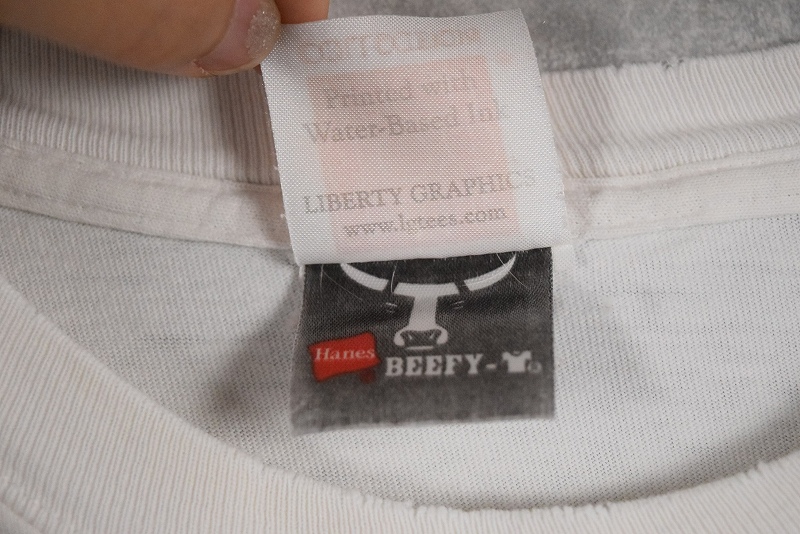 Printed with
Water-Based Ink
LIBERTY GRAPHICS
www.lgtees.com
Hanes
BEEFY-